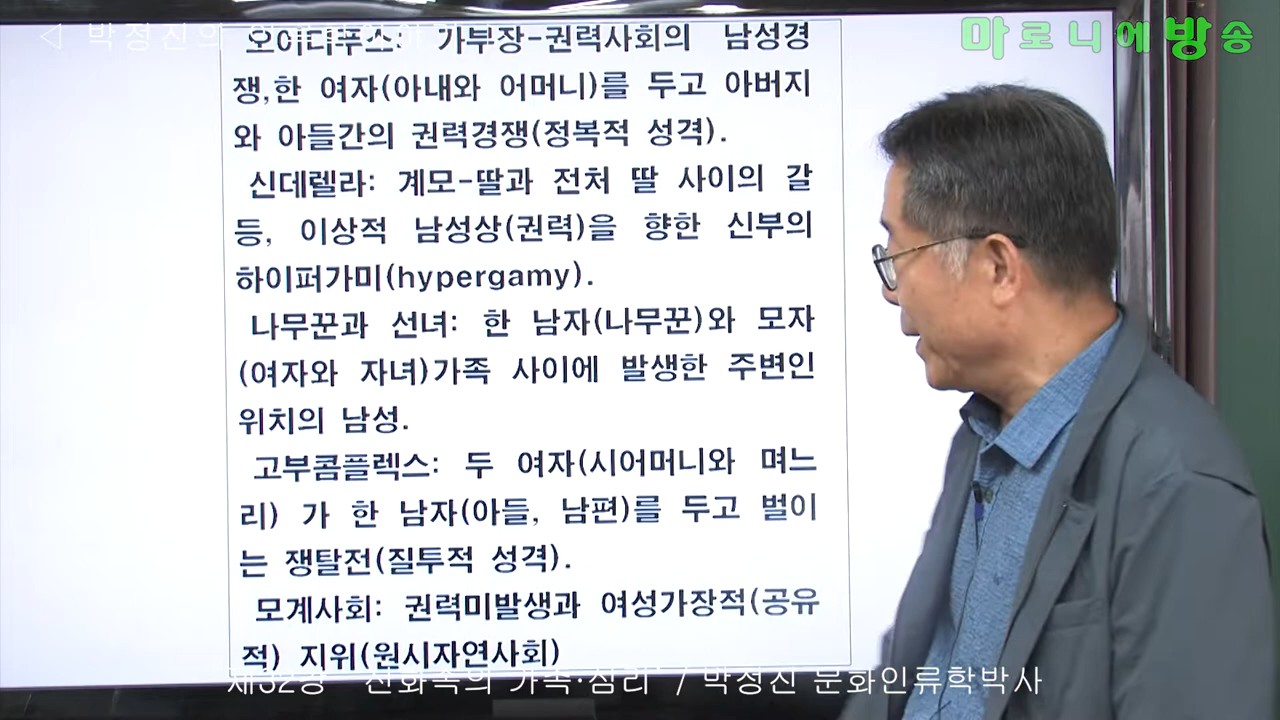 ◁ 박정진의
마로니에방송
오이디푸스: 가부장-권력사회의 남성경
쟁,한 여자(아내와 어머니)를 두고 아버지
와 아들간의 권력경쟁(정복적 성격).
신데렐라: 계모-딸과 전처 딸 사이의 갈
등, 이상적 남성상(권력)을 향한 신부의
하이퍼가미(hypergamy).
나무꾼과 선녀: 한 남자(나무꾼)와 모자
(여자와 자녀)가족 사이에 발생한 주변인
위치의 남성.
고부콤플렉스: 두 여자(시어머니와 며느
리) 가 한 남자(아들, 남편)를 두고 벌이
는 쟁탈전(질투적 성격).
모계사회: 권력미발생과 여성가장적(공유
적) 지위(원시자연사회)
제32강 신화속의 가족·심리 / 박정진 문화인류학박사